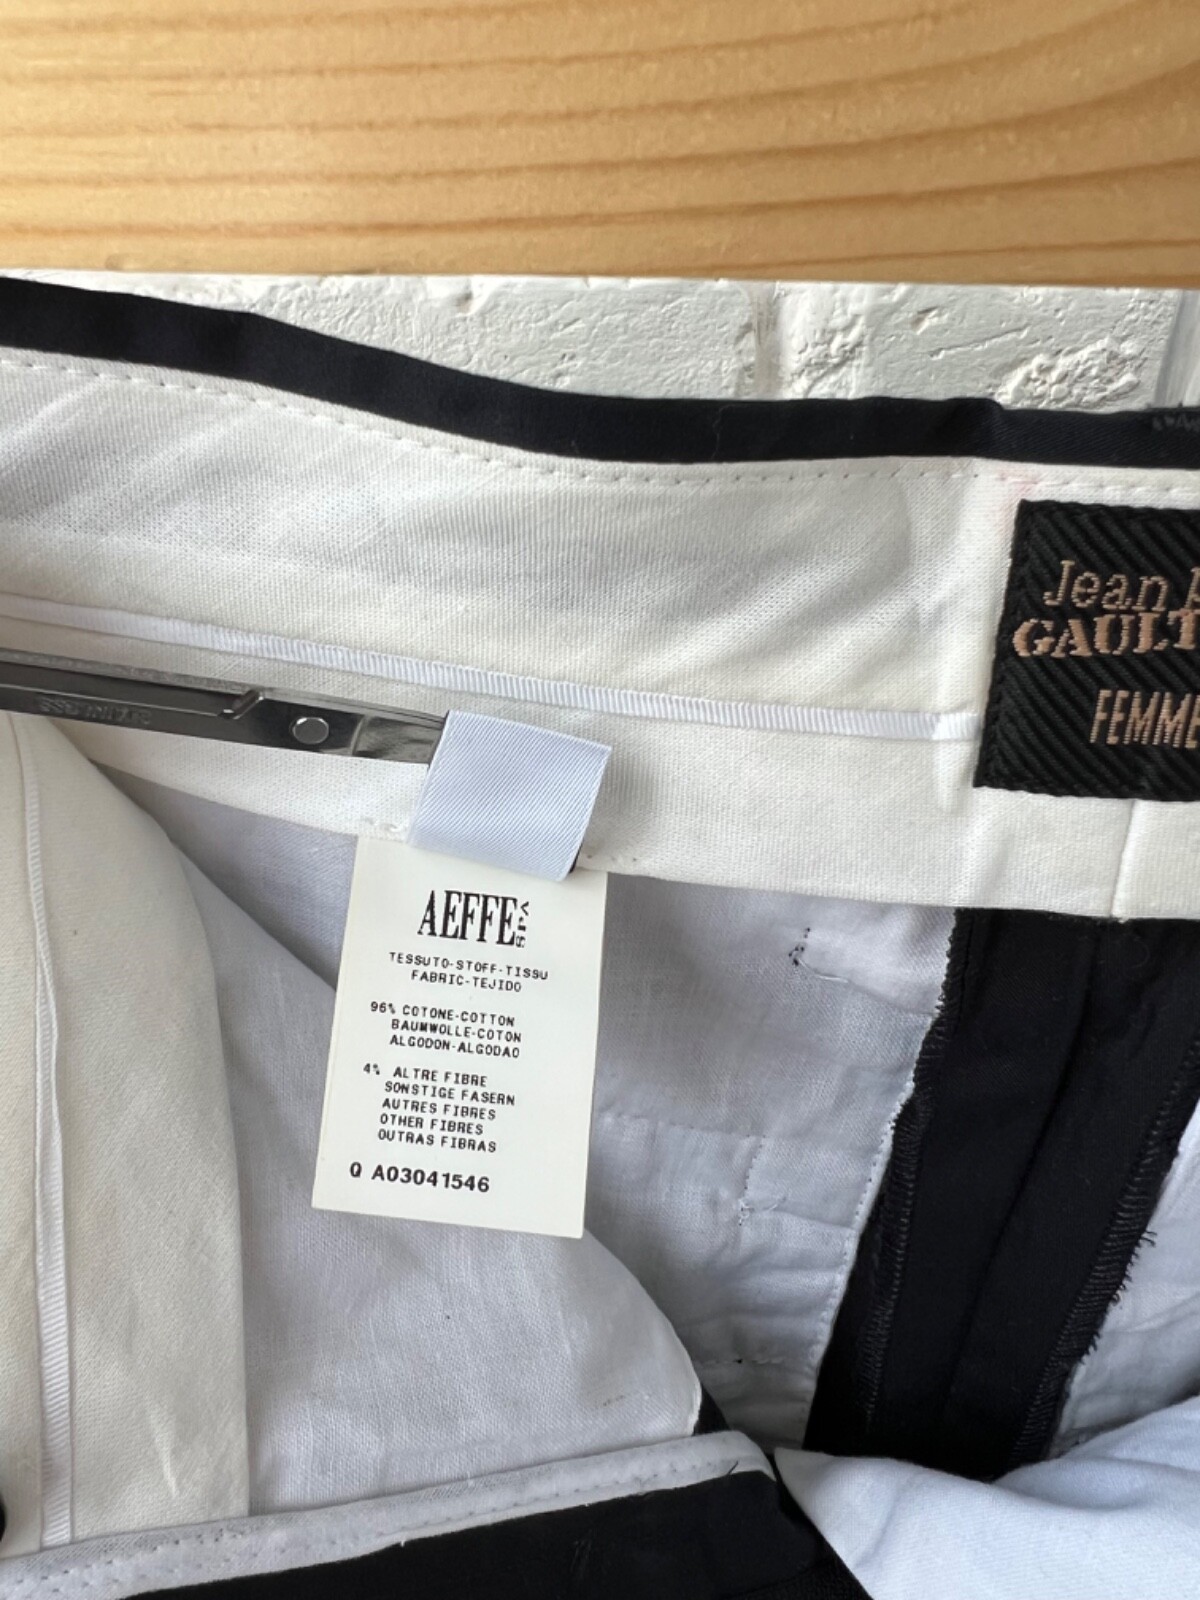 Jean
GAULT
FEMME
AEFFE SPA
TESSUTO-STOFF-TISSU
FABRIC-TEJIDO
96% COTONE-COTTON
BAUMWOLLE-COTON
ALGODON-ALGODAO
4% ALTRE FIBRE
SONSTIGE FASERN
AUTRES FIBRES
OTHER FIBRES
OUTRAS FIBRAS
Q A03041546